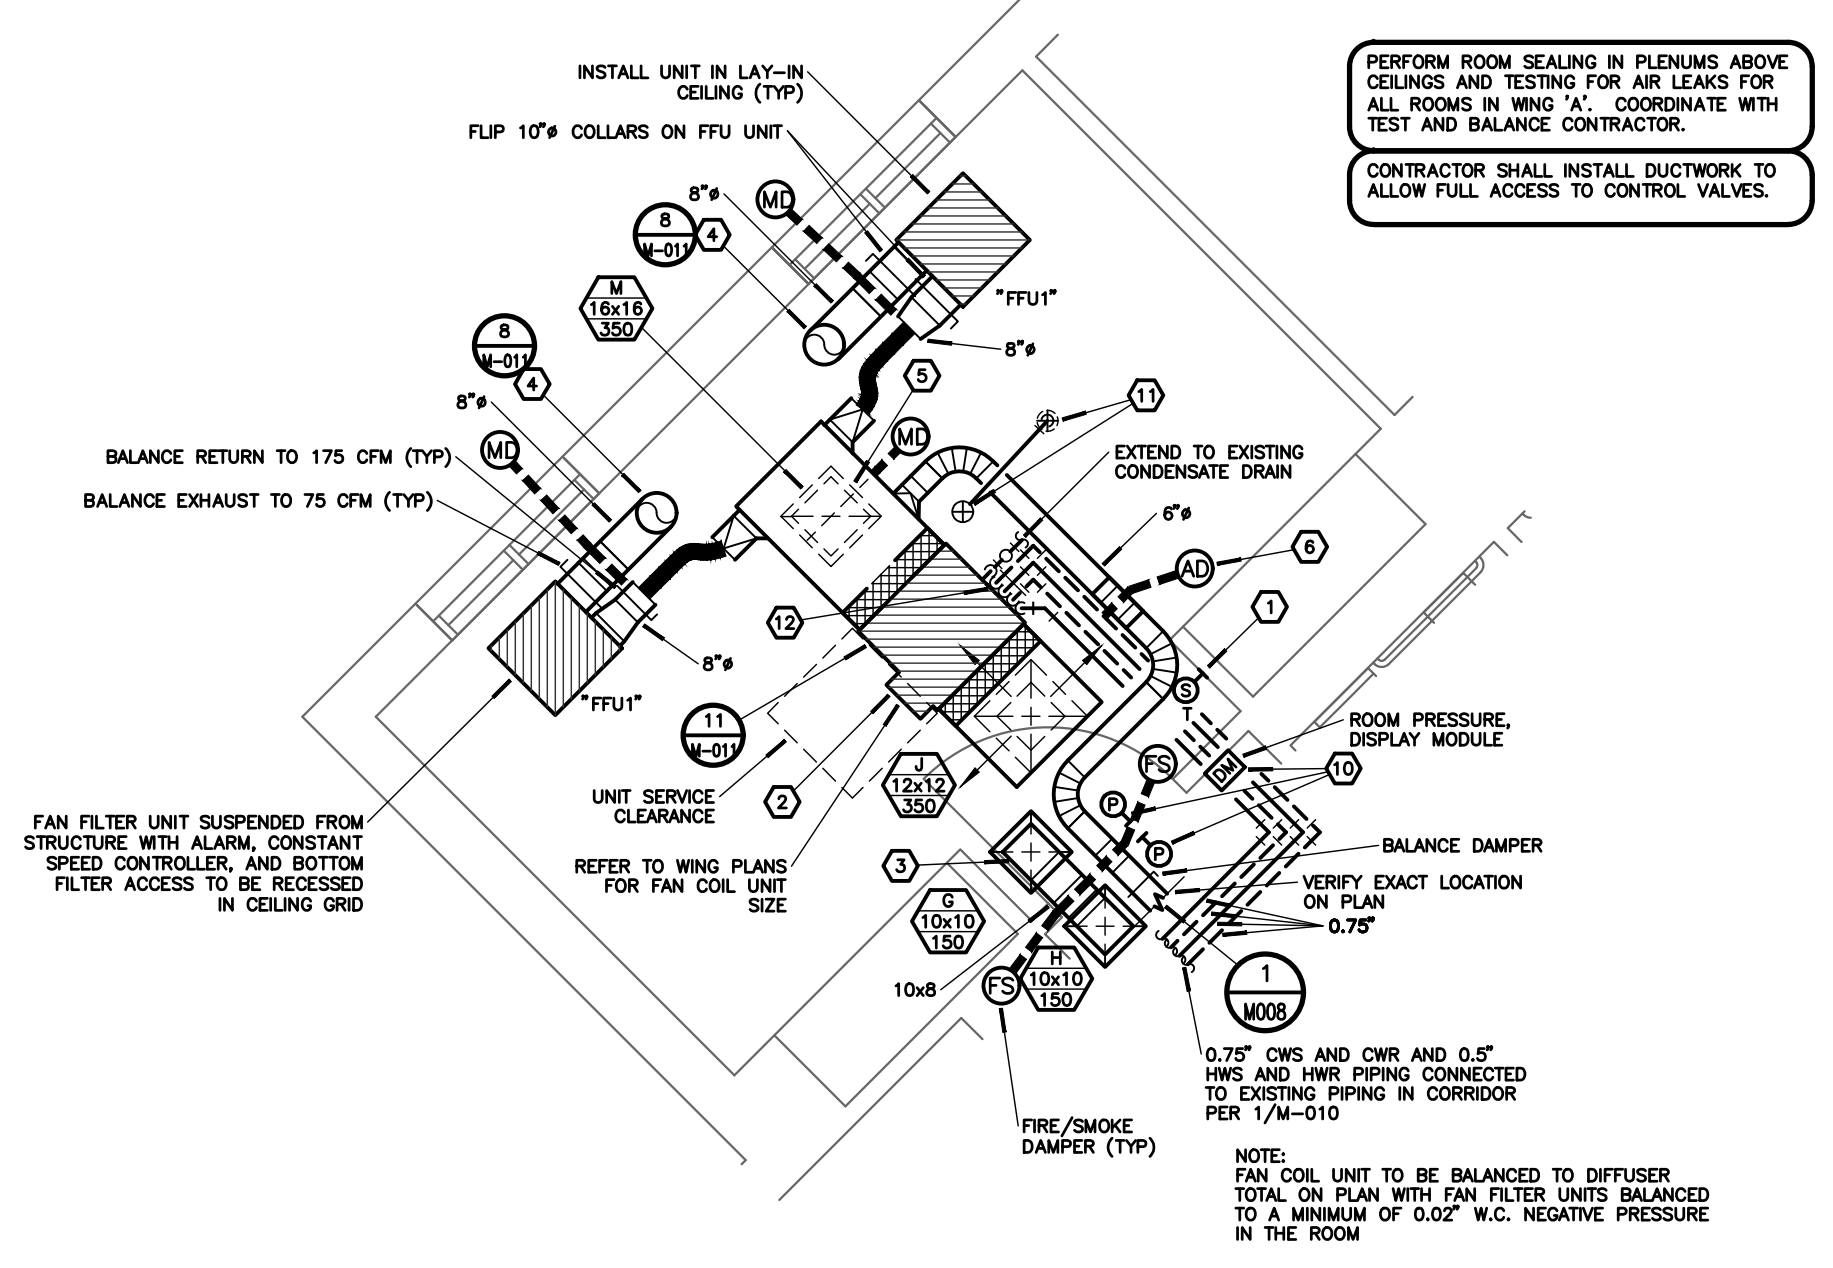 PERFORM ROOM SEALING IN PLENUMS ABOVE
CEILINGS AND TESTING FOR AIR LEAKS FOR
ALL ROOMS IN WING 'A'. COORDINATE WITH
TEST AND BALANCE CONTRACTOR.
CONTRACTOR SHALL INSTALL DUCTWORK TO
ALLOW FULL ACCESS TO CONTROL VALVES.
INSTALL UNIT IN LAY-IN
CEILING (TYP)
FLIP 10"ø COLLARS ON FFU UNIT
8"ø
MD
8
M-011
4
M
16x16
350
"FFU1"
8"ø
8
M-011
4
8"ø
5
11
MD
MD
BALANCE RETURN TO 175 CFM (TYP)
BALANCE EXHAUST TO 75 CFM (TYP)
EXTEND TO EXISTING
CONDENSATE DRAIN
6"ø
6
AD
1
12
8"ø
"FFU1"
S
T
11
M-011
ROOM PRESSURE,
DISPLAY MODULE
DM
10
FS
P
P
J
12x12
350
2
UNIT SERVICE
CLEARANCE
FAN FILTER UNIT SUSPENDED FROM
STRUCTURE WITH ALARM, CONSTANT
SPEED CONTROLLER, AND BOTTOM
FILTER ACCESS TO BE RECESSED
IN CEILING GRID
REFER TO WING PLANS
FOR FAN COIL UNIT
SIZE
3
BALANCE DAMPER
VERIFY EXACT LOCATION
ON PLAN
0.75"
G
10x10
150
H
10x10
150
10x8
FS
1
M008
0.75" CWS AND CWR AND 0.5"
HWS AND HWR PIPING CONNECTED
TO EXISTING PIPING IN CORRIDOR
PER 1/M-010
FIRE/SMOKE
DAMPER (TYP)
NOTE:
FAN COIL UNIT TO BE BALANCED TO DIFFUSER
TOTAL ON PLAN WITH FAN FILTER UNITS BALANCED
TO A MINIMUM OF 0.02" W.C. NEGATIVE PRESSURE
IN THE ROOM